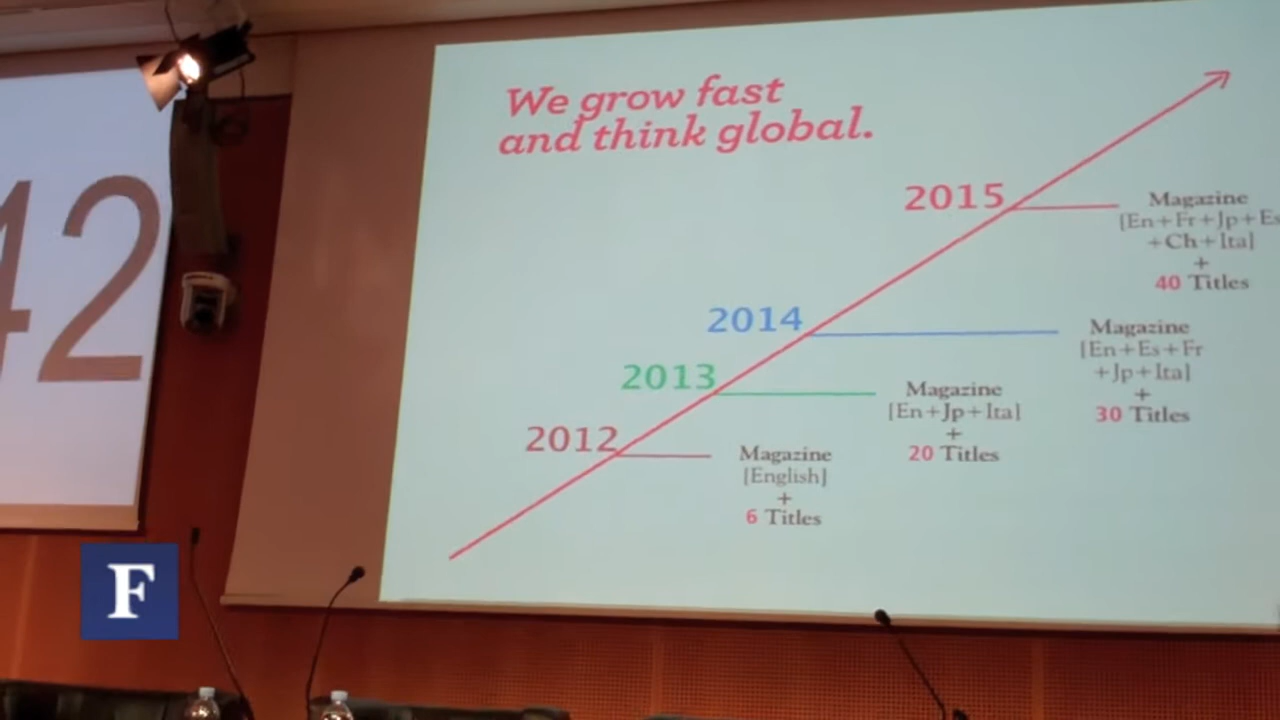 42
We grow fast
and think global.
2015
Magazine
[En+Fr+Jp+Es
+Ch+Ita]
+
40 Titles
2014
Magazine
[En+Es+Fr
+Jp+Ita]
+
30 Titles
2013
Magazine
[En+Jp+Ita]
+
20 Titles
2012
Magazine
[English]
+
6 Titles
F